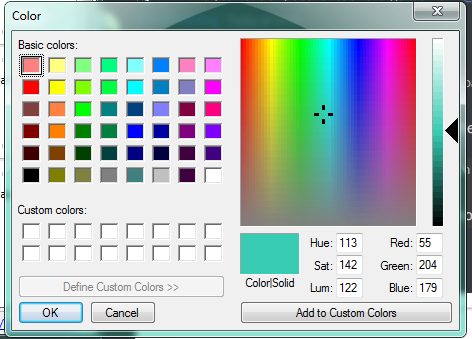 Color
Basic colors:
Custom colors:
Define Custom Colors >>
OK Cancel
Color|Solid
Hue: 113 Red: 55
Sat: 142 Green: 204
Lum: 122 Blue: 179
Add to Custom Colors